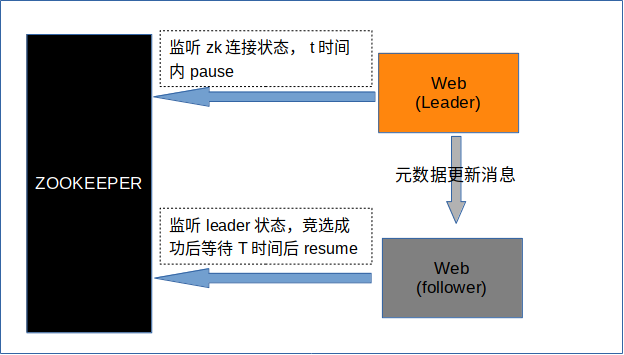 监听 zk 连接状态， t 时间
内 pause
Web
(Leader)
ZOOKEEPER
元数据更新消息
监听 leader 状态，竞选成
功后等待 T 时间后 resume
Web
(follower)